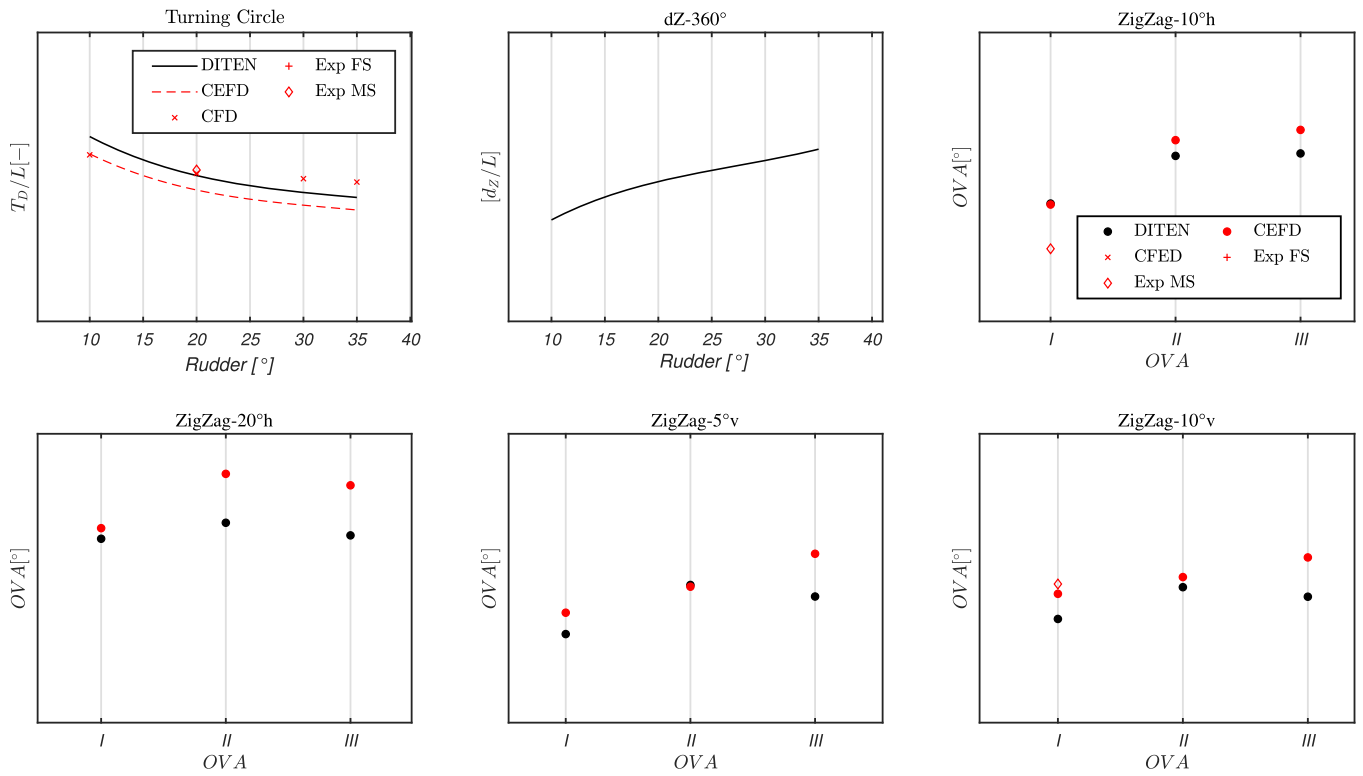 Turning Circle
DITEN
CEFD
CFD
Exp FS
Exp MS
T_D/L[−]
10 15 20 25 30 35 40
Rudder [°]
dZ-360°
[d_Z/L]
10 15 20 25 30 35 40
Rudder [°]
ZigZag-10°h
DITEN
CEFD
CFED
Exp FS
Exp MS
OVA[°]
I II III
OVA
ZigZag-20°h
OVA[°]
I II III
OVA
ZigZag-5°v
OVA[°]
I II III
OVA
ZigZag-10°v
OVA[°]
I II III
OVA